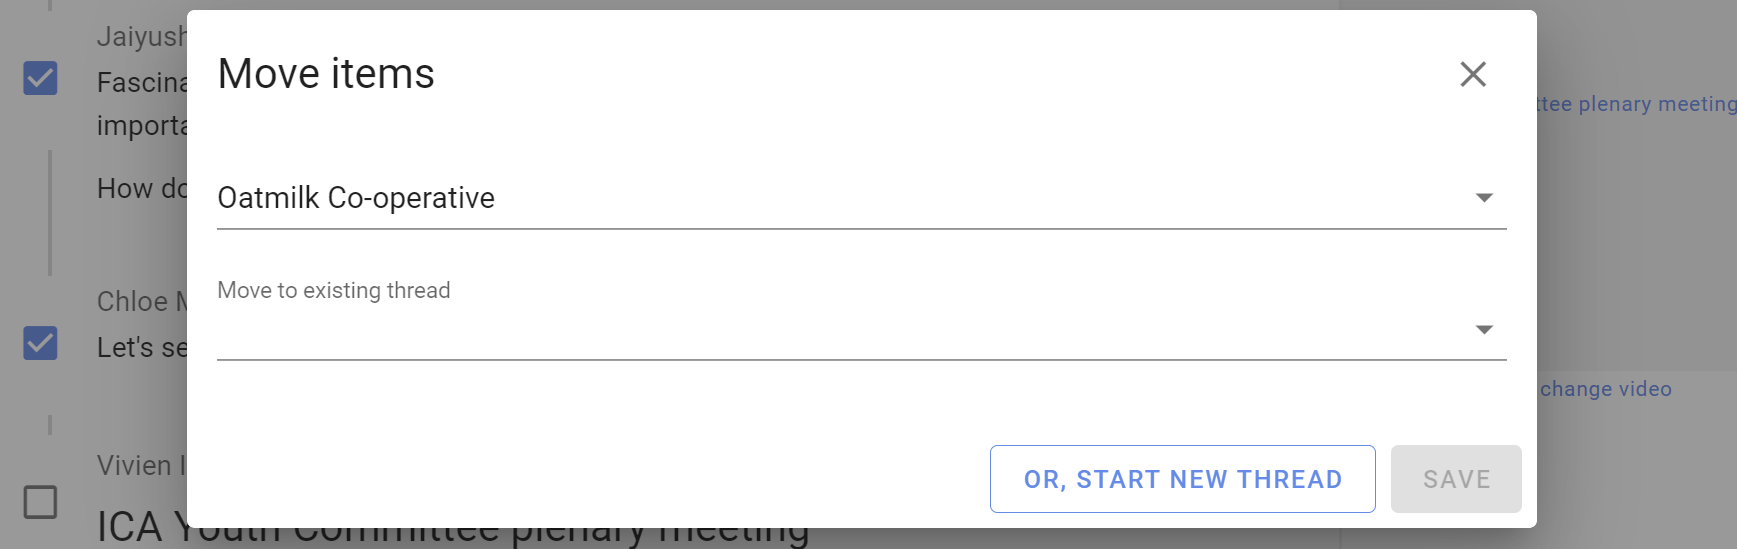 Jaiyush
Move items
Fascina
ttee plenary meeting
importa
How do
Oatmilk Co-operative
Move to existing thread
Chloe M
Let's se
change video
Vivien I
OR, START NEW THREAD
SAVE
ICA Youth Committee plenary meeting